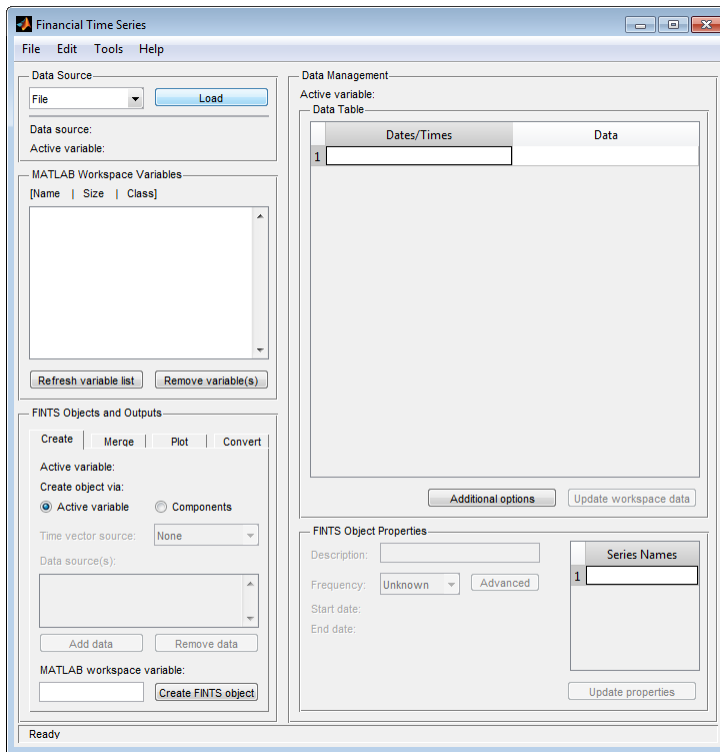 Financial Time Series
File Edit Tools Help
Data Source
File Load
Data source:
Active variable:
MATLAB Workspace Variables
[Name | Size | Class]
Refresh variable list Remove variable(s)
FINTS Objects and Outputs
Create Merge Plot Convert
Active variable:
Create object via:
Active variable Components
Time vector source: None
Data source(s):
Add data Remove data
MATLAB workspace variable:
Create FINTS object
Data Management
Active variable:
Data Table
Dates/Times Data
1
Additional options Update workspace data
FINTS Object Properties
Description:
Frequency: Unknown Advanced
Start date:
End date:
Series Names
1
Update properties
Ready